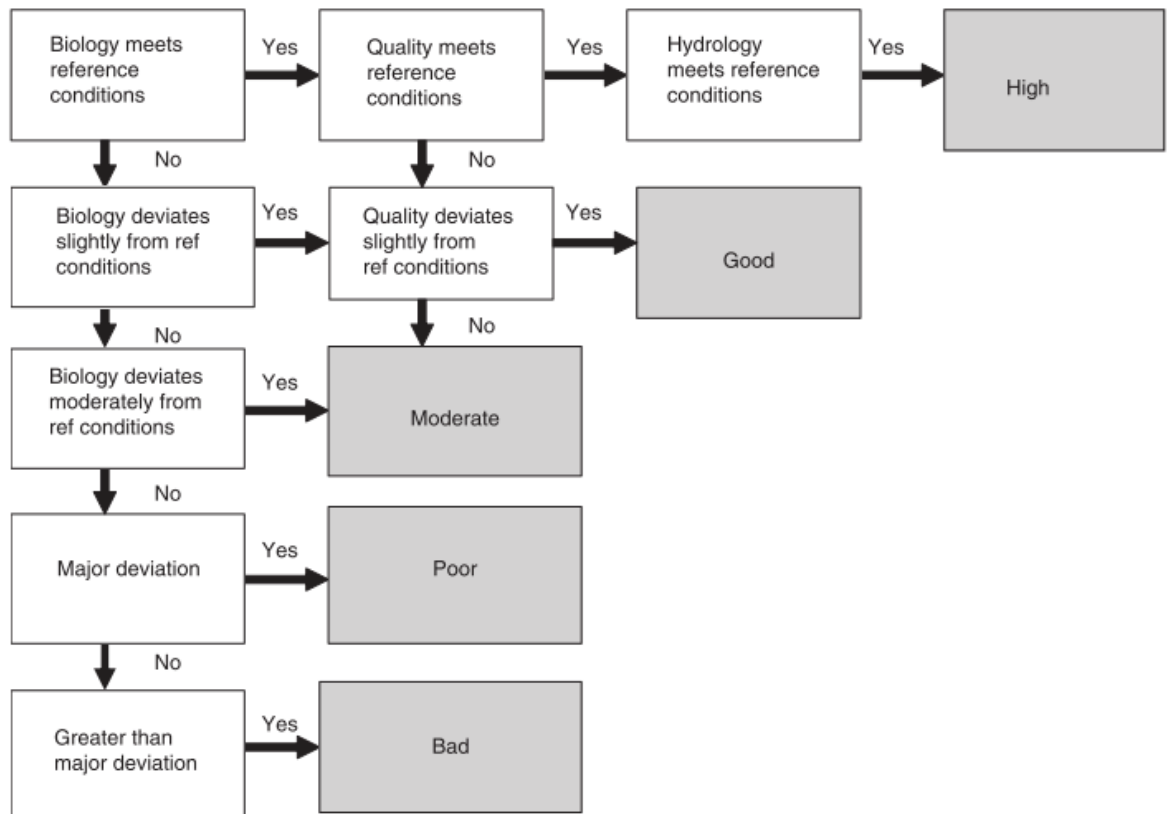 Biology meets
reference
conditions
Yes
Quality meets
reference
conditions
Yes
Hydrology
meets reference
conditions
Yes
High
No
No
Biology deviates
slightly from ref
conditions
Yes
Quality deviates
slightly from
ref conditions
Yes
Good
No
No
Biology deviates
moderately from
ref conditions
Yes
Moderate
No
Major deviation
Yes
Poor
No
Greater than
major deviation
Yes
Bad